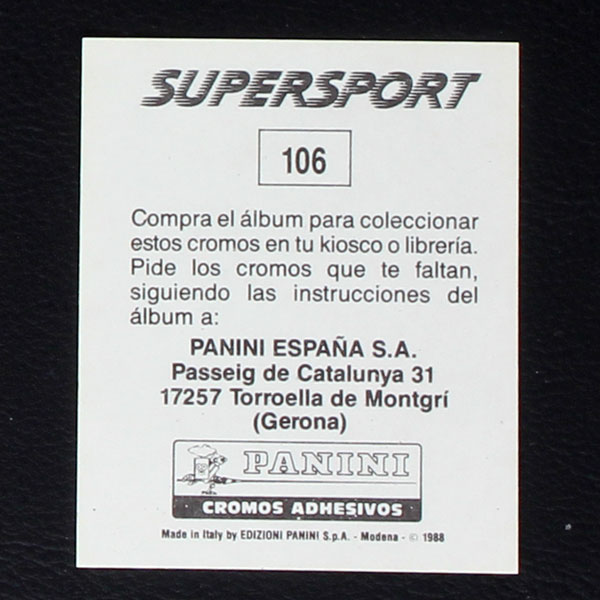 SUPERSPORT
106
Compra el álbum para coleccionar
estos cromos en tu kiosco o librería.
Pide los cromos que te faltan,
siguiendo las instrucciones del
álbum a:
PANINI ESPAÑA S.A.
Passeig de Catalunya 31
17257 Torroella de Montgrí
(Gerona)
PANINI
CROMOS ADHESIVOS
Made in Italy by EDIZIONI PANINI S.p.A. - Modena - © 1988